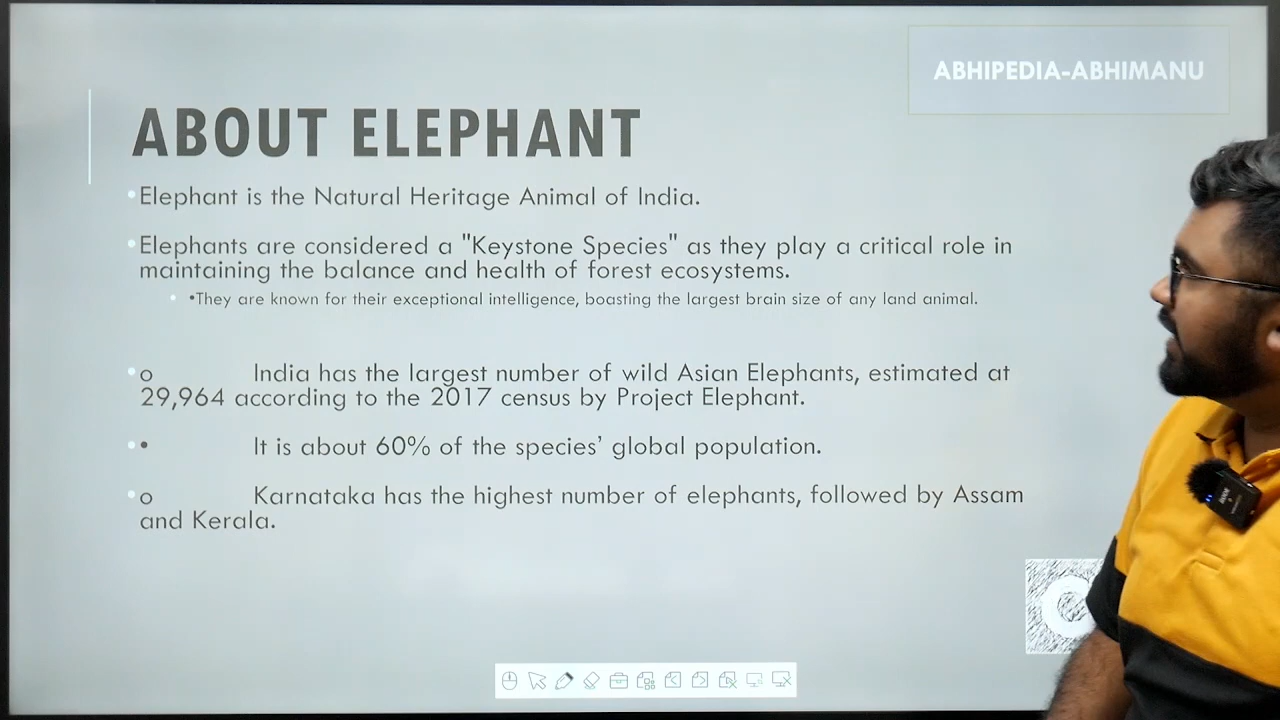 ABHIPEDIA-ABHIMANU
ABOUT ELEPHANT
•Elephant is the Natural Heritage Animal of India.
•Elephants are considered a "Keystone Species" as they play a critical role in
maintaining the balance and health of forest ecosystems.
• •They are known for their exceptional intelligence, boasting the largest brain size of any land animal.
•o India has the largest number of wild Asian Elephants, estimated at
29,964 according to the 2017 census by Project Elephant.
•• It is about 60% of the species’ global population.
•o Karnataka has the highest number of elephants, followed by Assam
and Kerala.